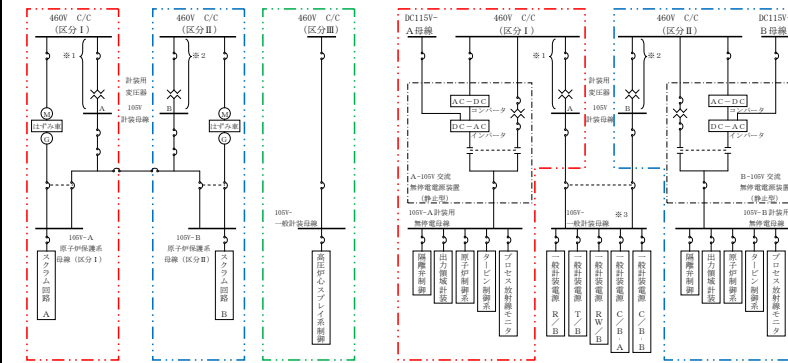 460V C/C
(区分Ⅰ)
460V C/C
(区分Ⅱ)
460V C/C
(区分Ⅲ)
※1
※2
計装用
変圧器
A
B
105V
計装母線
M
はずみ車
G
M
はずみ車
G
105V-A
原子炉保護系
母線(区分Ⅰ)
105V-B
原子炉保護系
母線(区分Ⅱ)
105V-
一般計装母線
スクラム回路 A
スクラム回路 B
高圧炉心スプレイ系制御
DC115V-
A母線
460V C/C
(区分Ⅰ)
460V C/C
(区分Ⅱ)
DC115V-
B母線
※1
※2
計装用
変圧器
A
B
105V
計装母線
AC-DC
コンバータ
DC-AC
インバータ
AC-DC
コンバータ
DC-AC
インバータ
A-105V 交流
無停電電源装置
(静止型)
B-105V 交流
無停電電源装置
(静止型)
105V-A計装用
無停電母線
105V-
一般計装母線
※3
105V-B計装用
無停電母線
隔離弁制御
出力領域計装
原子炉制御系
タービン制御系
プロセス放射線モニタ
一般計装電源 R/B
一般計装電源 T/B
一般計装電源 RW/B
一般計装電源 C/B-A
一般計装電源 C/B-B
隔離弁制御
出力領域計装
原子炉制御系
タービン制御系
プロセス放射線モニタ